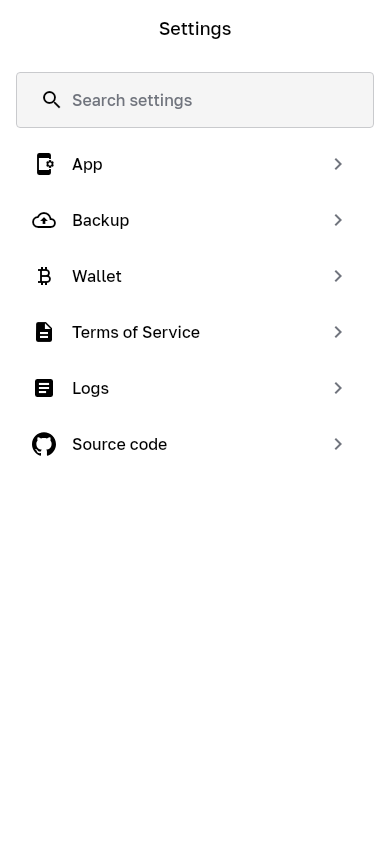 Settings
Search settings
App
Backup
Wallet
Terms of Service
Logs
Source code